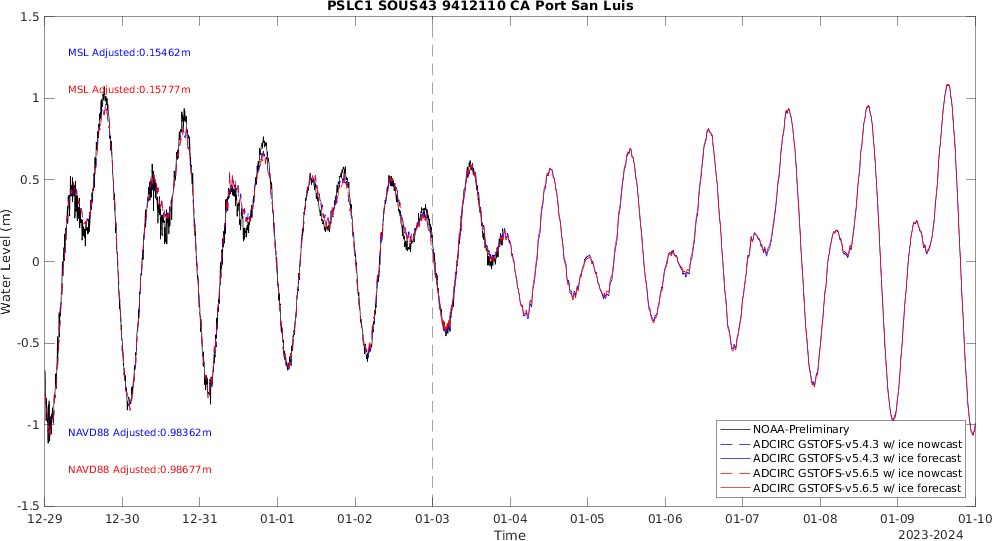 PSLC1 SOUS43 9412110 CA Port San Luis
1.5
MSL Adjusted:0.15462m
MSL Adjusted:0.15777m
1
0.5
0
-0.5
-1
-1.5
Water Level (m)
NAVD88 Adjusted:0.98362m
NAVD88 Adjusted:0.98677m
NOAA-Preliminary
ADCIRC GSTOFS-v5.4.3 w/ ice nowcast
ADCIRC GSTOFS-v5.4.3 w/ ice forecast
ADCIRC GSTOFS-v5.6.5 w/ ice nowcast
ADCIRC GSTOFS-v5.6.5 w/ ice forecast
12-29 12-30 12-31 01-01 01-02 01-03 01-04 01-05 01-06 01-07 01-08 01-09 01-10
Time
2023-2024